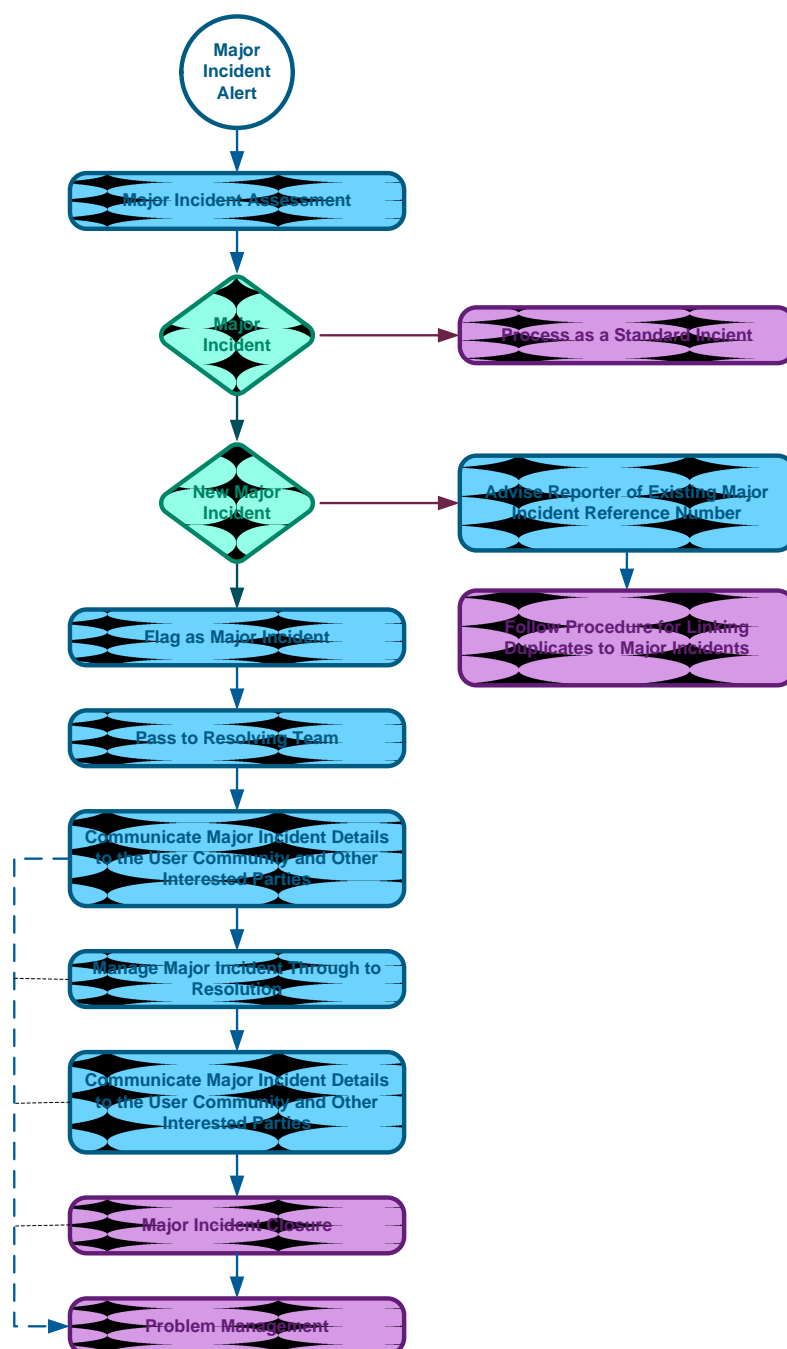 Major
Incident
Alert
Major Incident Assessment
Major
Incident
Process as a Standard Incient
New Major
Incident
Advise Reporter of Existing Major
Incident Reference Number
Flag as Major Incident
Follow Procedure for Linking
Duplicates to Major Incidents
Pass to Resolving Team
Communicate Major Incident Details
to the User Community and Other
Interested Parties
Manage Major Incident Through to
Resolution
Communicate Major Incident Details
to the User Community and Other
Interested Parties
Major Incident Closure
Problem Management